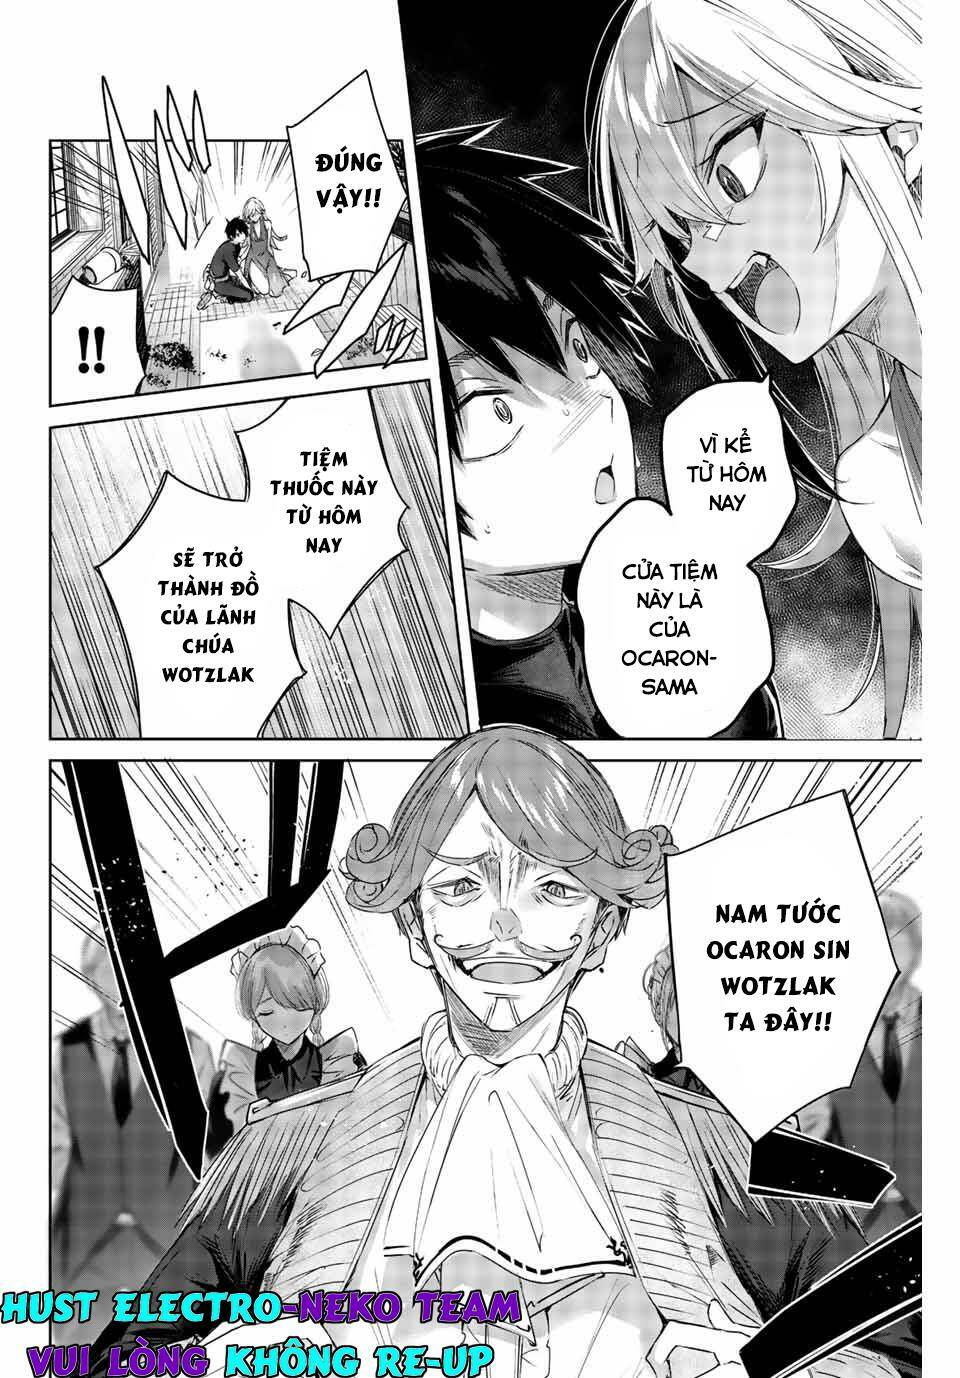 VÌ KỂ
TỪ HÔM
NAY
CỬA TIỆM
NÀY LÀ
CỦA
OCARON-
SAMA
ĐÚNG
VẬY!!
!!
TIỆM
THUỐC NÀY
TỪ HÔM
NAY
SẼ TRỞ
THÀNH ĐỒ
CỦA LÃNH
CHÚA
WOTZLAK
NAM TƯỚC
OCARON SIN
WOTZLAK
TA ĐÂY!!
HUST ELECTRO-NEKO TEAM
VUI LÒNG KHÔNG RE-UP